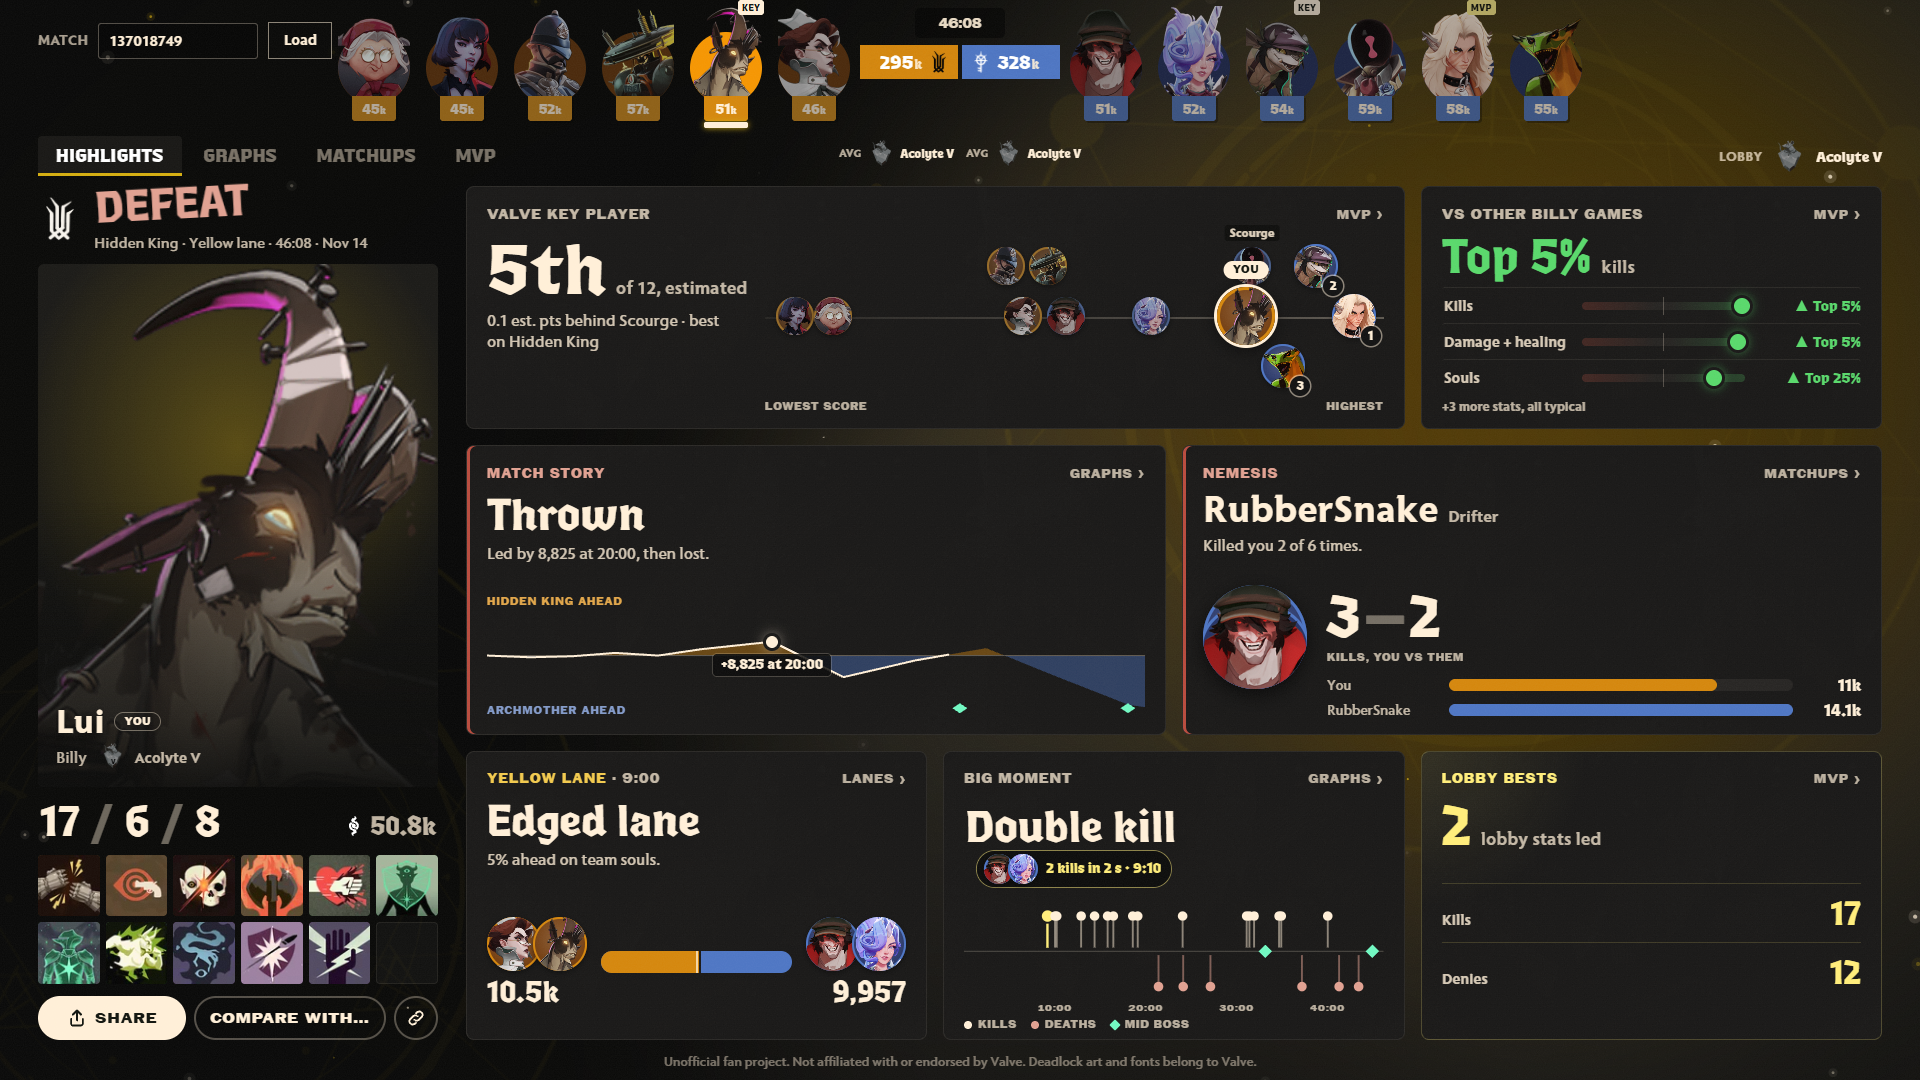 MATCH
137018749
Load
45k
45k
52k
57k
KEY
51k
46k
46:08
295k
328k
51k
52k
KEY
54k
59k
MVP
58k
55k
HIGHLIGHTS
GRAPHS
MATCHUPS
MVP
AVG Acolyte V
AVG Acolyte V
LOBBY Acolyte V
DEFEAT
Hidden King · Yellow lane · 46:08 · Nov 14
Lui YOU
Billy Acolyte V
17 / 6 / 8
50.8k
SHARE
COMPARE WITH...
VALVE KEY PLAYER
MVP ›
5th of 12, estimated
0.1 est. pts behind Scourge · best
on Hidden King
Scourge
YOU
2
1
3
LOWEST SCORE
HIGHEST
VS OTHER BILLY GAMES
MVP ›
Top 5% kills
Kills ▲ Top 5%
Damage + healing ▲ Top 5%
Souls ▲ Top 25%
+3 more stats, all typical
MATCH STORY
GRAPHS ›
Thrown
Led by 8,825 at 20:00, then lost.
HIDDEN KING AHEAD
+8,825 at 20:00
ARCHMOTHER AHEAD
NEMESIS
MATCHUPS ›
RubberSnake Drifter
Killed you 2 of 6 times.
3—2
KILLS, YOU VS THEM
You 11k
RubberSnake 14.1k
YELLOW LANE · 9:00
LANES ›
Edged lane
5% ahead on team souls.
10.5k
9,957
BIG MOMENT
GRAPHS ›
Double kill
2 kills in 2 s · 9:10
10:00
20:00
30:00
40:00
KILLS
DEATHS
MID BOSS
LOBBY BESTS
MVP ›
2 lobby stats led
Kills 17
Denies 12
Unofficial fan project. Not affiliated with or endorsed by Valve. Deadlock art and fonts belong to Valve.